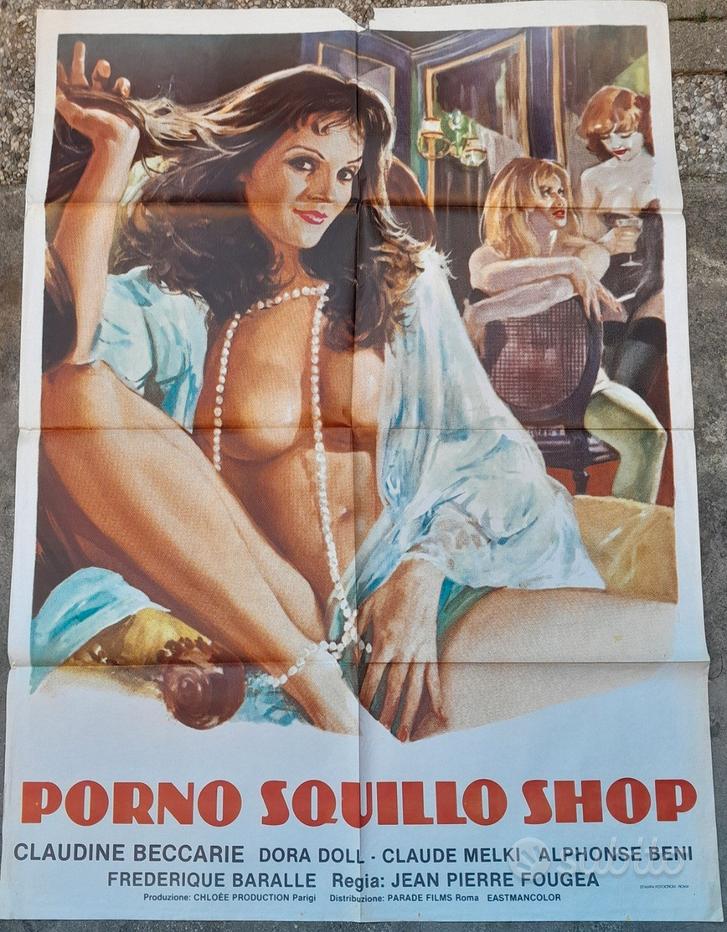 PORNO SQUILLO SHOP
CLAUDINE BECCARIE DORA DOLL - CLAUDE MELKI ALPHONSE BENI
FREDERIQUE BARALLE Regia: JEAN PIERRE FOUGEA
Produzione: CHLOÉE PRODUCTION Parigi Distribuzione: PARADE FILMS Roma EASTMANCOLOR
subito